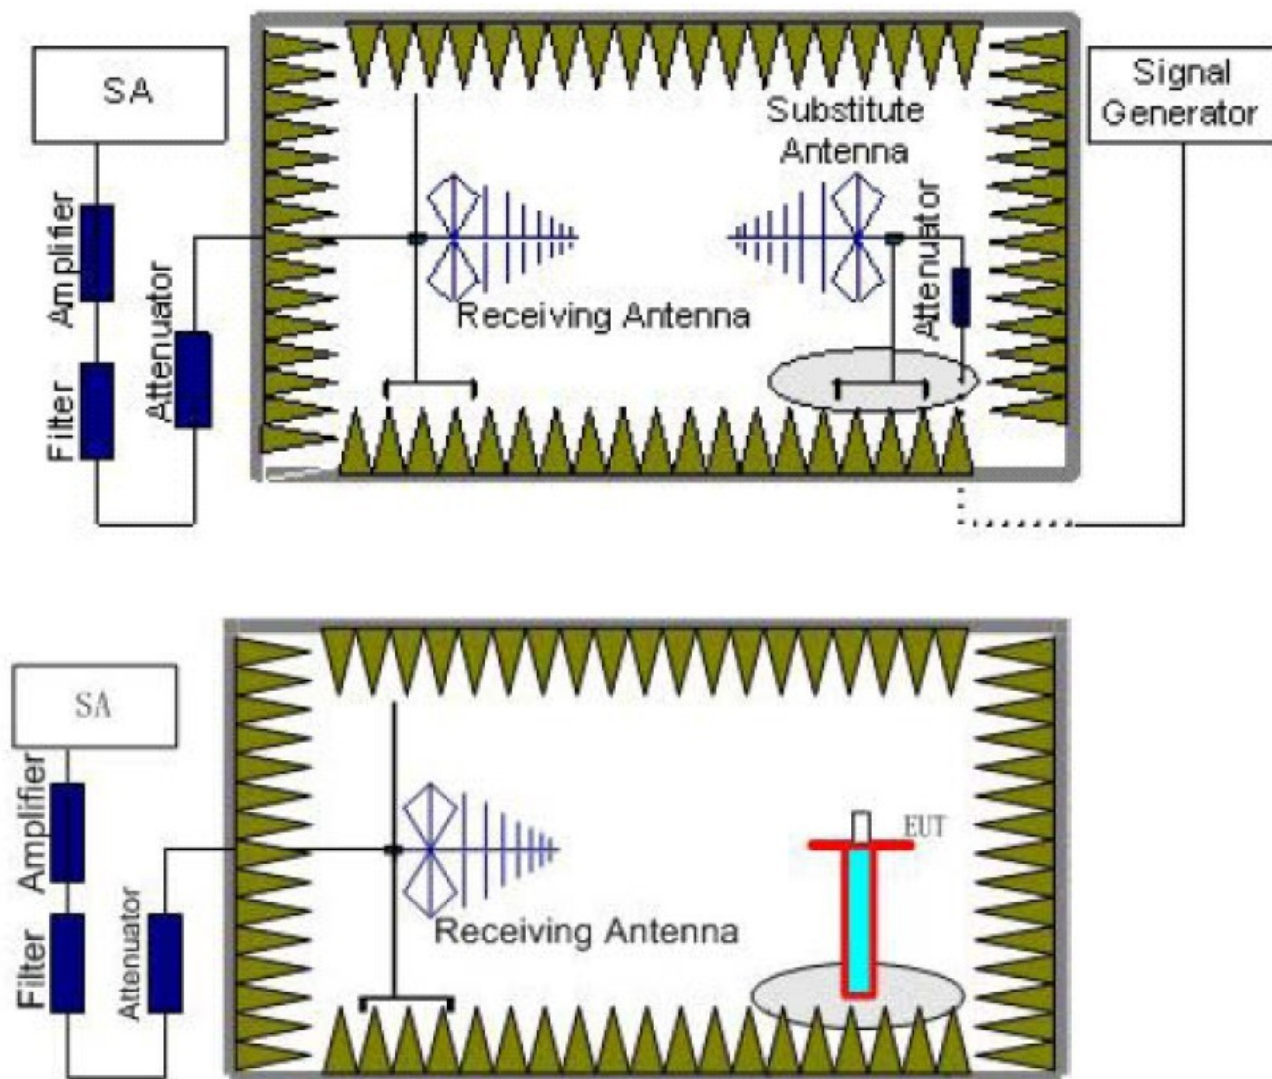 SA
Signal
Generator
Substitute
Antenna
Amplifier
Attenuator
Attenuator
Receiving Antenna
Filter
SA
Amplifier
EUT
Receiving Antenna
Attenuator
Filter